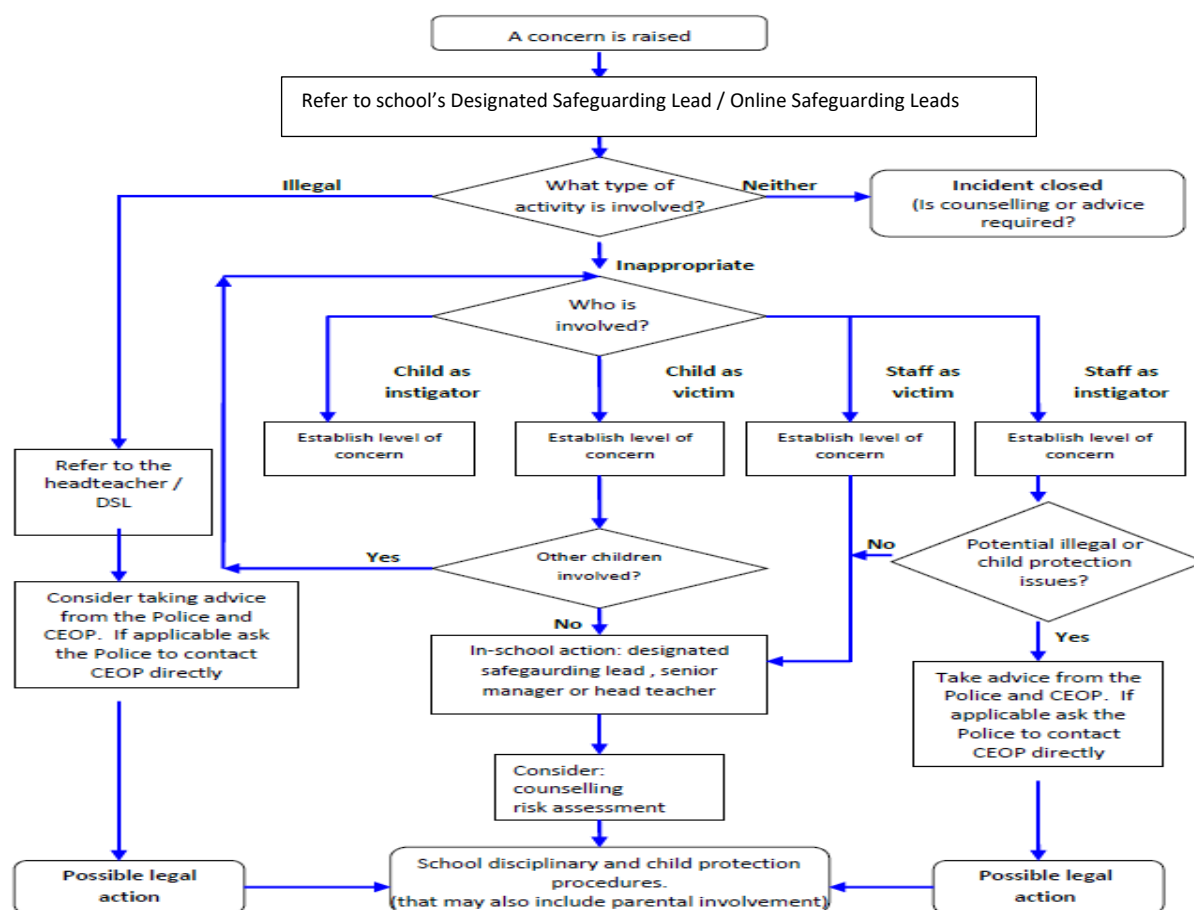 A concern is raised
Refer to school’s Designated Safeguarding Lead / Online Safeguarding Leads
Illegal
What type of
activity is involved?
Neither
Incident closed
(Is counselling or advice
required?
Inappropriate
Who is
involved?
Child as
instigator
Child as
victim
Staff as
victim
Staff as
instigator
Establish level of
concern
Establish level of
concern
Establish level of
concern
Establish level of
concern
Refer to the
headteacher /
DSL
Yes
Other children
involved?
No
Potential illegal or
child protection
issues?
Consider taking advice
from the Police and
CEOP. If applicable ask
the Police to contact
CEOP directly
No
Yes
In-school action: designated
safegaurding lead , senior
manager or head teacher
Take advice from the
Police and CEOP. If
applicable ask the
Police to contact
CEOP directly
Consider:
counselling
risk assessment
Possible legal
action
School disciplinary and child protection
procedures.
(that may also include parental involvement)
Possible legal
action